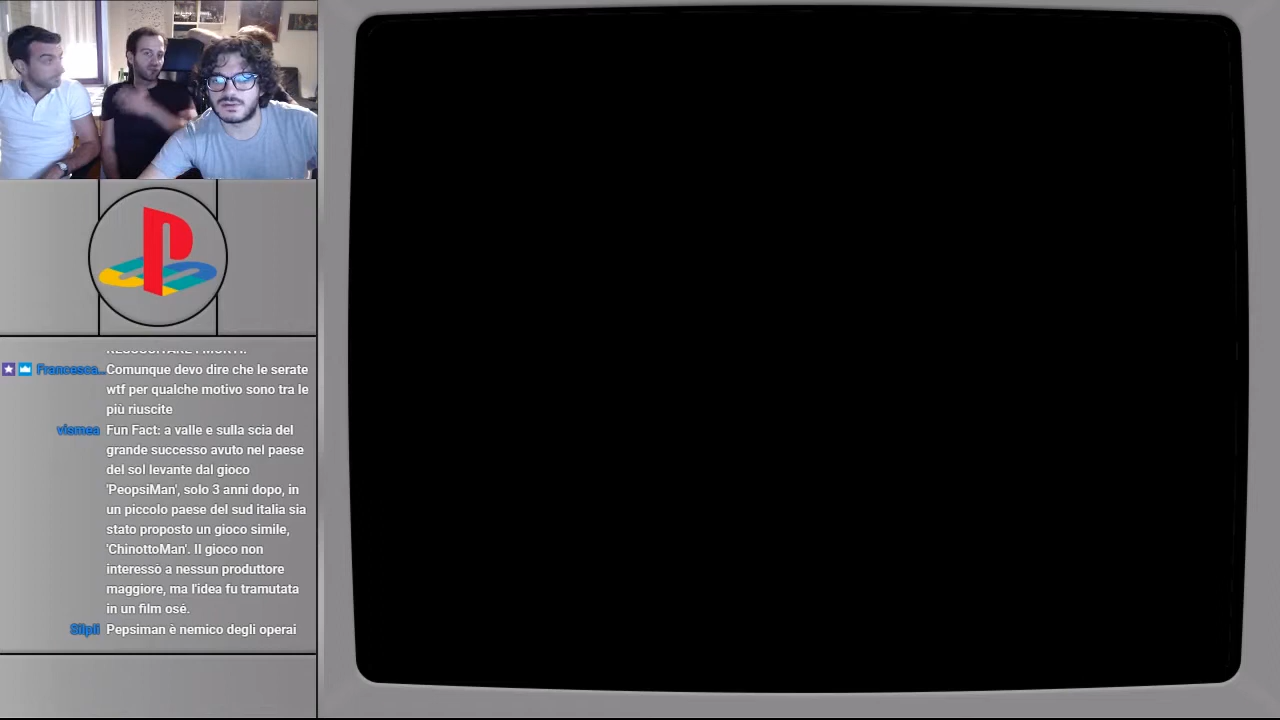 Francesca...
Comunque devo dire che le serate
wtf per qualche motivo sono tra le
più riuscite
vismea
Fun Fact: a valle e sulla scia del
grande successo avuto nel paese
del sol levante dal gioco
'PeopsiMan', solo 3 anni dopo, in
un piccolo paese del sud italia sia
stato proposto un gioco simile,
'ChinottoMan'. Il gioco non
interessò a nessun produttore
maggiore, ma l'idea fu tramutata
in un film osé.
Silpli
Pepsiman è nemico degli operai